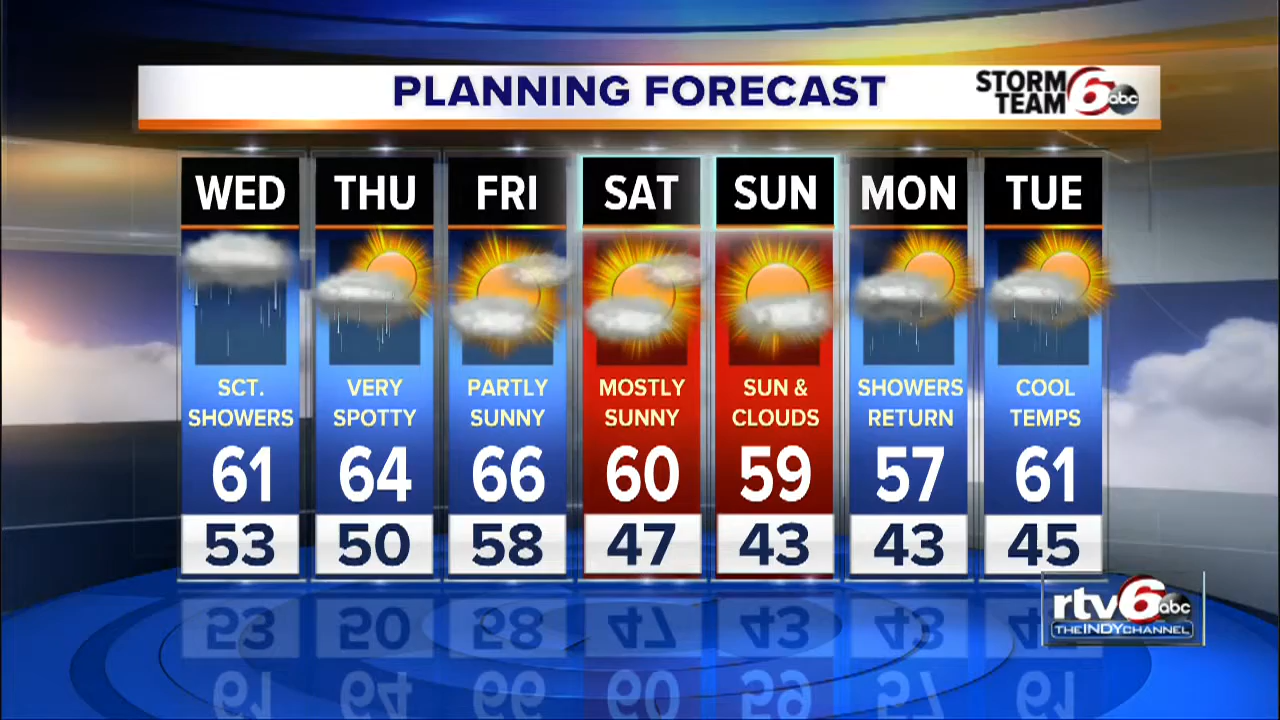 PLANNING FORECAST
STORM TEAM 6 abc
WED THU FRI SAT SUN MON TUE
SCT. VERY PARTLY MOSTLY SUN & SHOWERS COOL
SHOWERS SPOTTY SUNNY SUNNY CLOUDS RETURN TEMPS
61 64 66 60 59 57 61
53 50 58 47 43 43 45
rtv6 abc
THE INDY CHANNEL